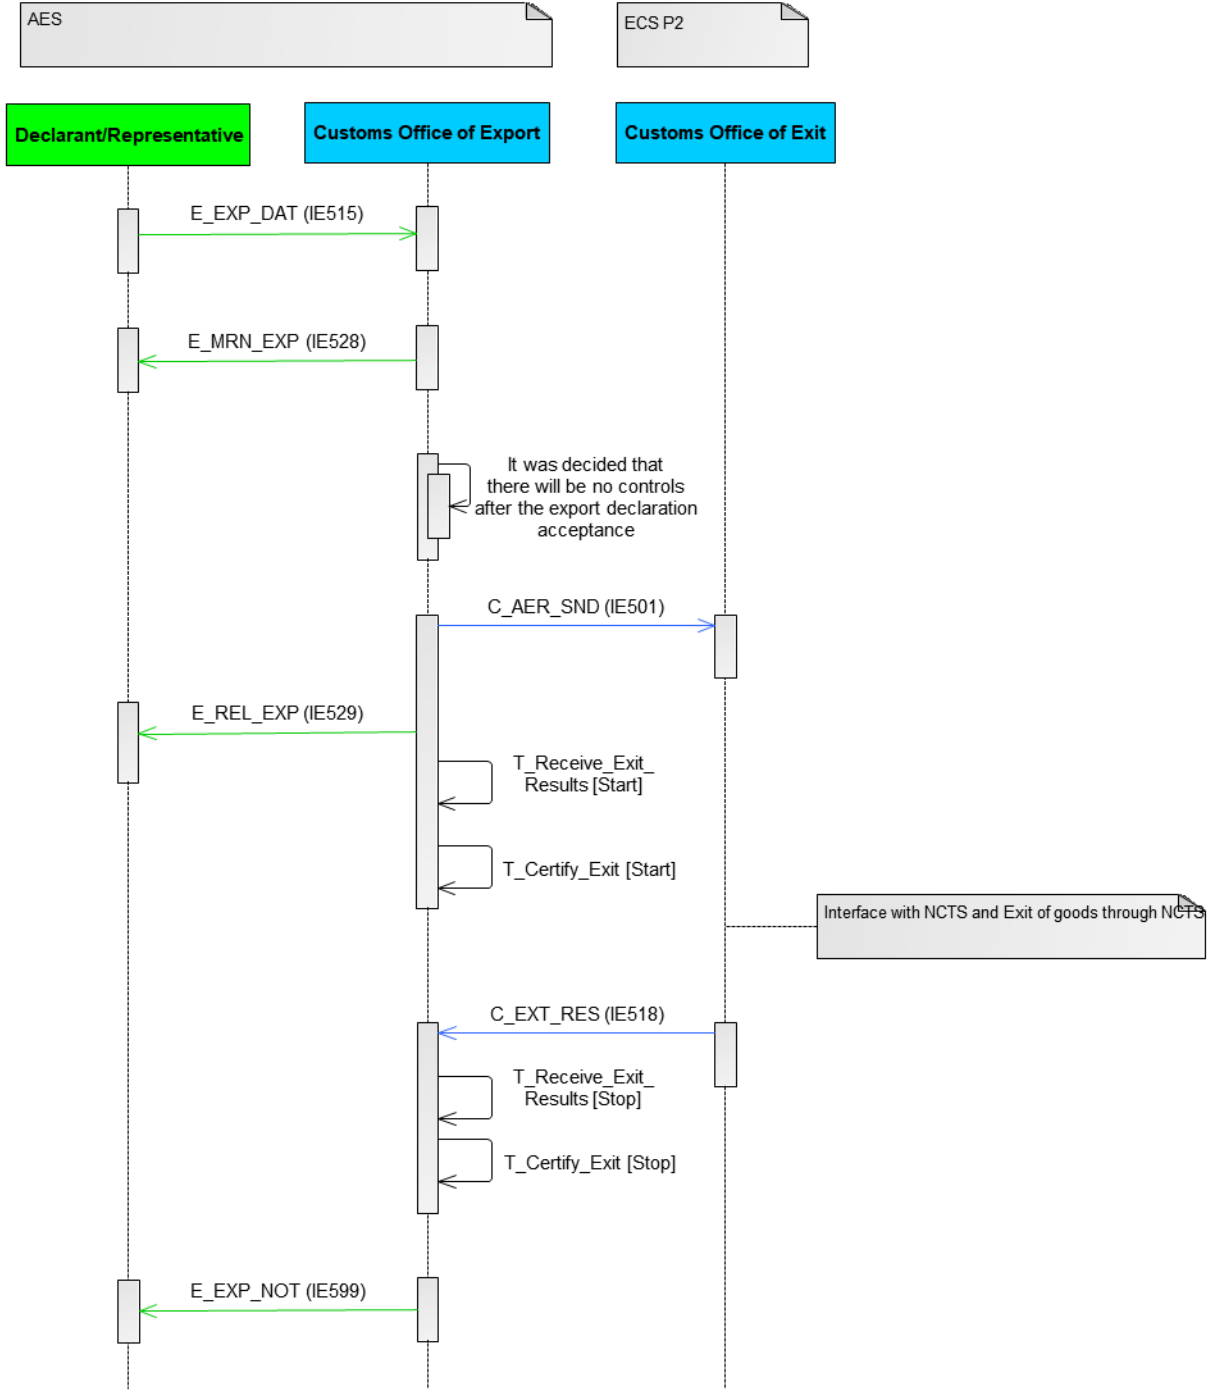 AES
ECS P2
Declarant/Representative
Customs Office of Export
Customs Office of Exit
E_EXP_DAT (IE515)
E_MRN_EXP (IE528)
It was decided that
there will be no controls
after the export declaration
acceptance
C_AER_SND (IE501)
E_REL_EXP (IE529)
T_Receive_Exit_
Results [Start]
T_Certify_Exit [Start]
Interface with NCTS and Exit of goods through NCTS
C_EXT_RES (IE518)
T_Receive_Exit_
Results [Stop]
T_Certify_Exit [Stop]
E_EXP_NOT (IE599)